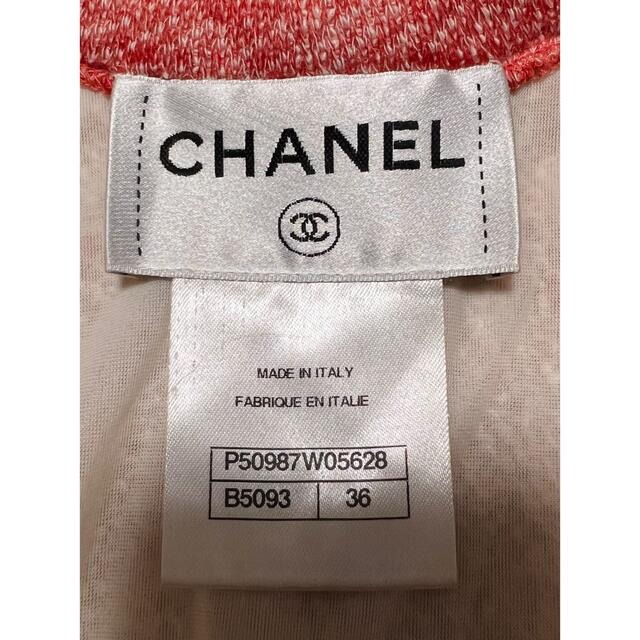 CHANEL
MADE IN ITALY
FABRIQUE EN ITALIE
P50987W05628
B5093 36